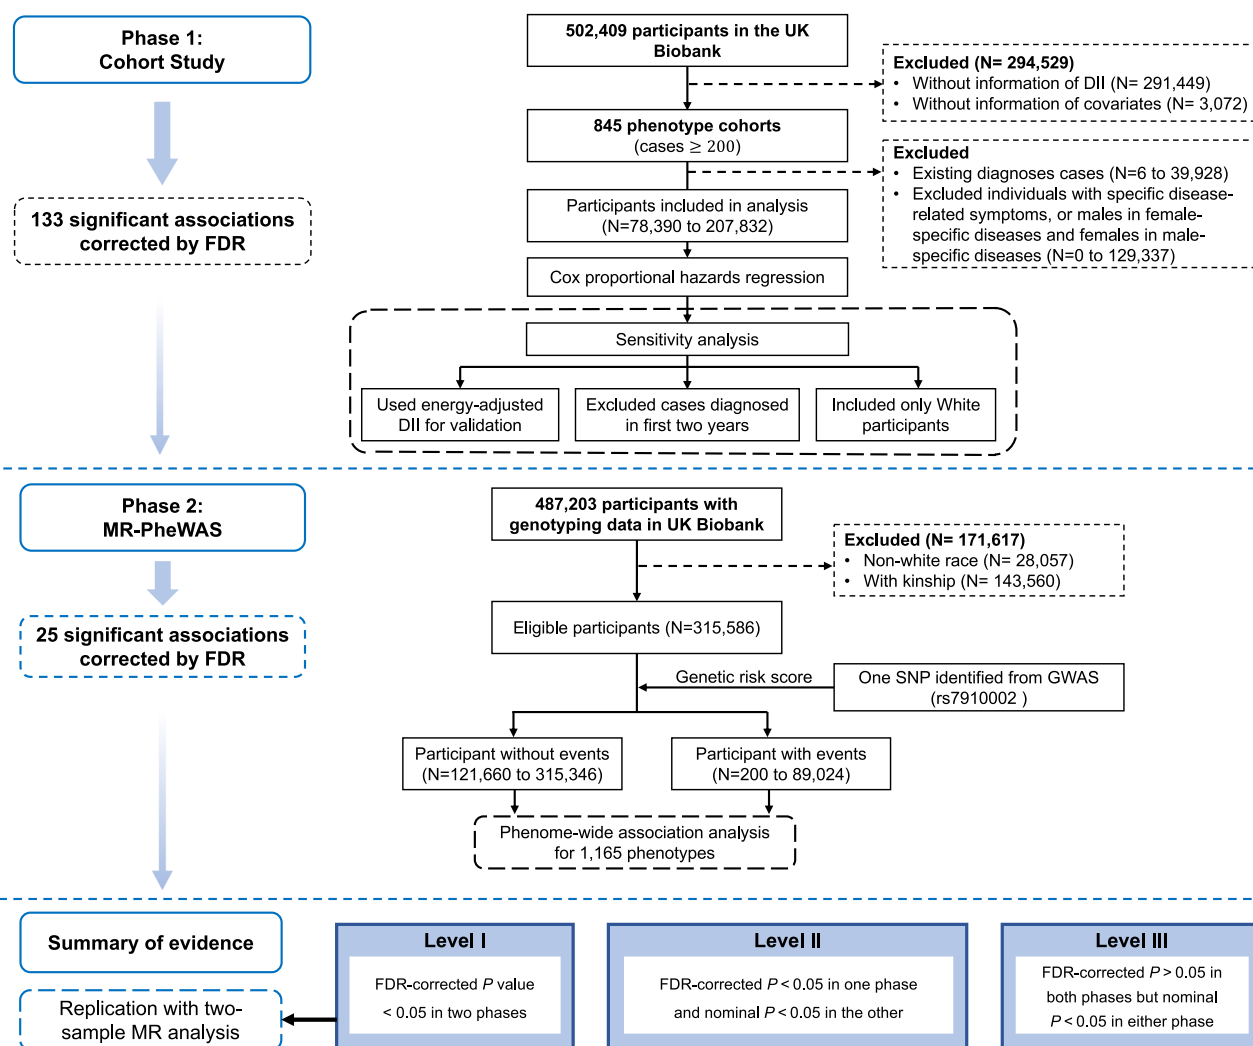 Phase 1:
Cohort Study
133 significant associations
corrected by FDR
502,409 participants in the UK
Biobank
Excluded (N= 294,529)
• Without information of DII (N= 291,449)
• Without information of covariates (N= 3,072)
845 phenotype cohorts
(cases ≥ 200)
Excluded
• Existing diagnoses cases (N=6 to 39,928)
• Excluded individuals with specific disease-
related symptoms, or males in female-
specific diseases and females in male-
specific diseases (N=0 to 129,337)
Participants included in analysis
(N=78,390 to 207,832)
Cox proportional hazards regression
Sensitivity analysis
Used energy-adjusted
DII for validation
Excluded cases diagnosed
in first two years
Included only White
participants
Phase 2:
MR-PheWAS
25 significant associations
corrected by FDR
487,203 participants with
genotyping data in UK Biobank
Excluded (N= 171,617)
• Non-white race (N= 28,057)
• With kinship (N= 143,560)
Eligible participants (N=315,586)
Genetic risk score
One SNP identified from GWAS
(rs7910002 )
Participant without events
(N=121,660 to 315,346)
Participant with events
(N=200 to 89,024)
Phenome-wide association analysis
for 1,165 phenotypes
Summary of evidence
Replication with two-
sample MR analysis
Level I
FDR-corrected P value
< 0.05 in two phases
Level II
FDR-corrected P < 0.05 in one phase
and nominal P < 0.05 in the other
Level III
FDR-corrected P > 0.05 in
both phases but nominal
P < 0.05 in either phase